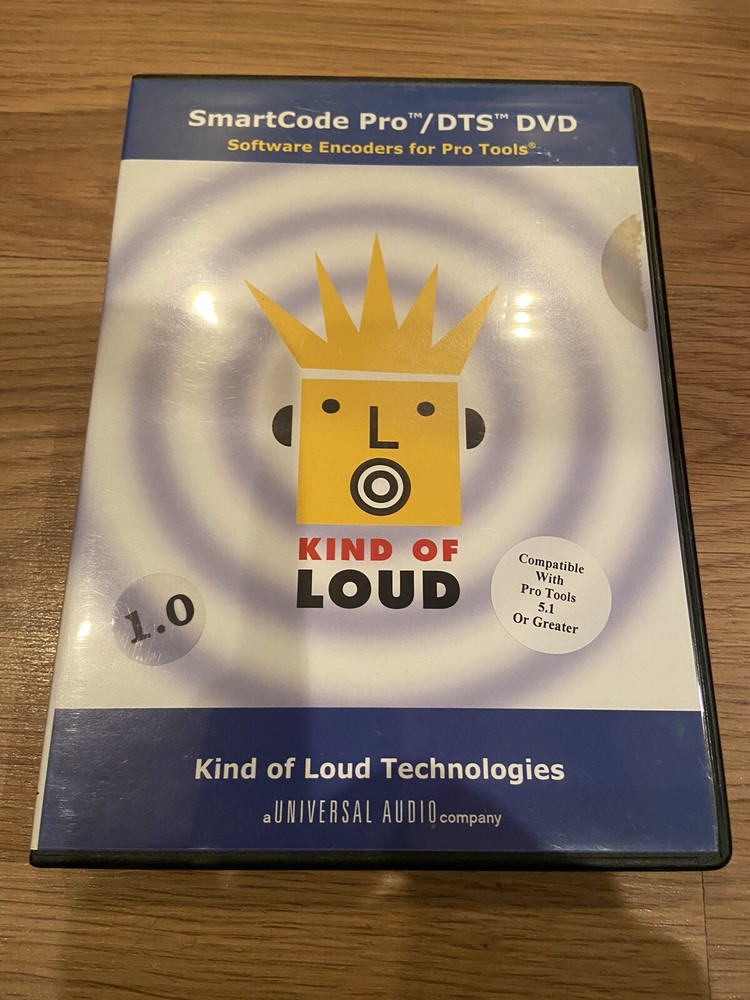 SmartCode Pro™/DTS™ DVD
Software Encoders for Pro Tools®
L
KIND OF
LOUD
1.0
Compatible
With
Pro Tools
5.1
Or Greater
Kind of Loud Technologies
a UNIVERSAL AUDIO company